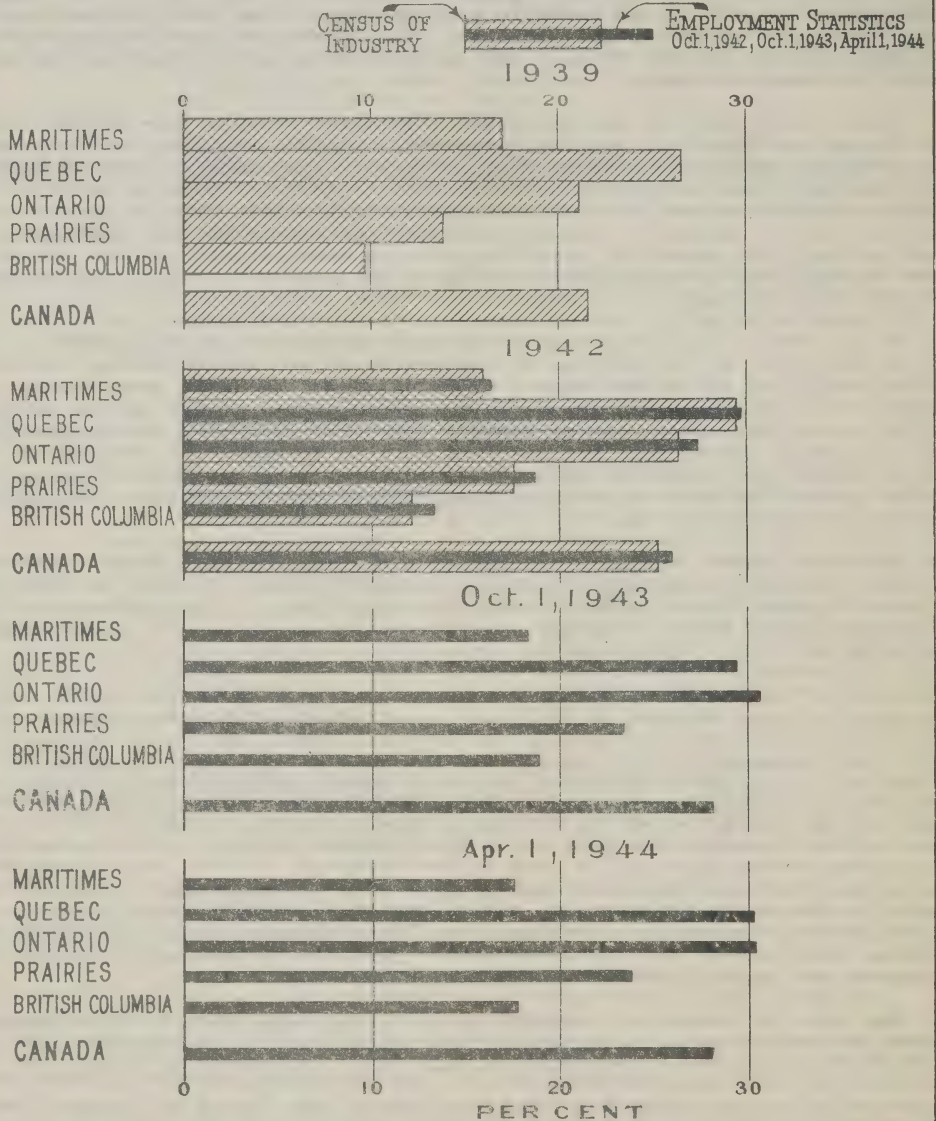 CENSUS OF INDUSTRY
EMPLOYMENT STATISTICS
Oct.1,1942, Oct.1,1943, April 1, 1944
1939
0 10 20 30
MARITIMES
QUEBEC
ONTARIO
PRAIRIES
BRITISH COLUMBIA
CANADA
1942
MARITIMES
QUEBEC
ONTARIO
PRAIRIES
BRITISH COLUMBIA
CANADA
Oct. 1, 1943
MARITIMES
QUEBEC
ONTARIO
PRAIRIES
BRITISH COLUMBIA
CANADA
Apr. 1, 1944
MARITIMES
QUEBEC
ONTARIO
PRAIRIES
BRITISH COLUMBIA
CANADA
0 10 20 30
PER CENT